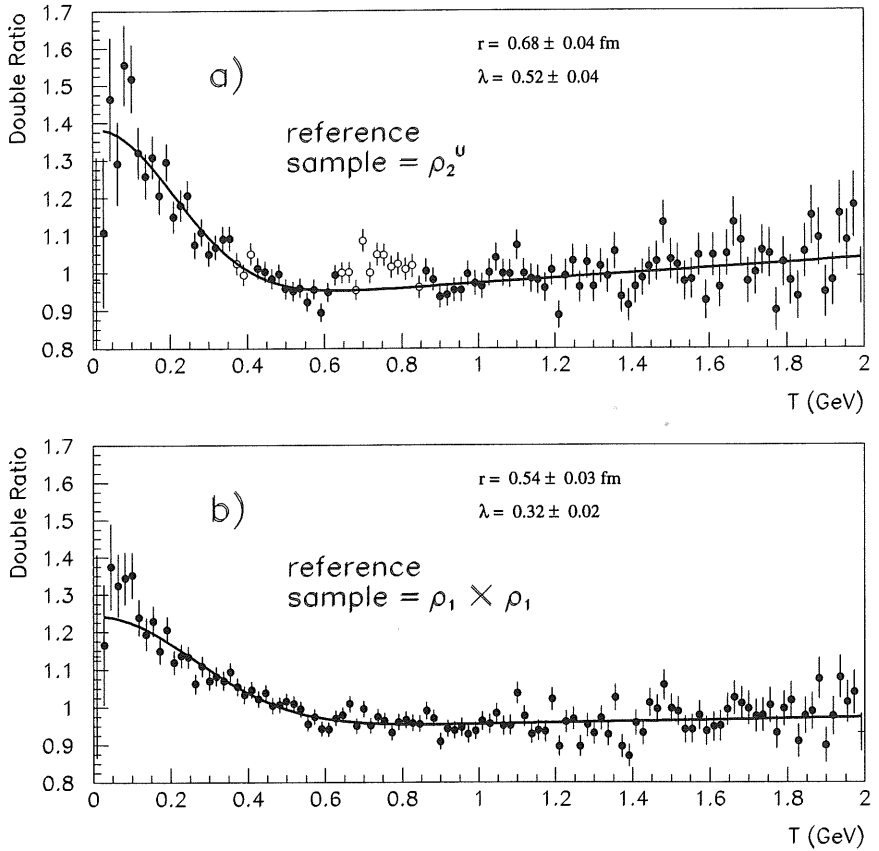 1.7
1.6
1.5
1.4
1.3
1.2
1.1
1
0.9
0.8
Double Ratio
a)
r = 0.68 ± 0.04 fm
λ = 0.52 ± 0.04
reference
sample = ρ₂ᵁ
0 0.2 0.4 0.6 0.8 1 1.2 1.4 1.6 1.8 2
T (GeV)
1.7
1.6
1.5
1.4
1.3
1.2
1.1
1
0.9
0.8
Double Ratio
b)
r = 0.54 ± 0.03 fm
λ = 0.32 ± 0.02
reference
sample = ρ₁ × ρ₁
0 0.2 0.4 0.6 0.8 1 1.2 1.4 1.6 1.8 2
T (GeV)